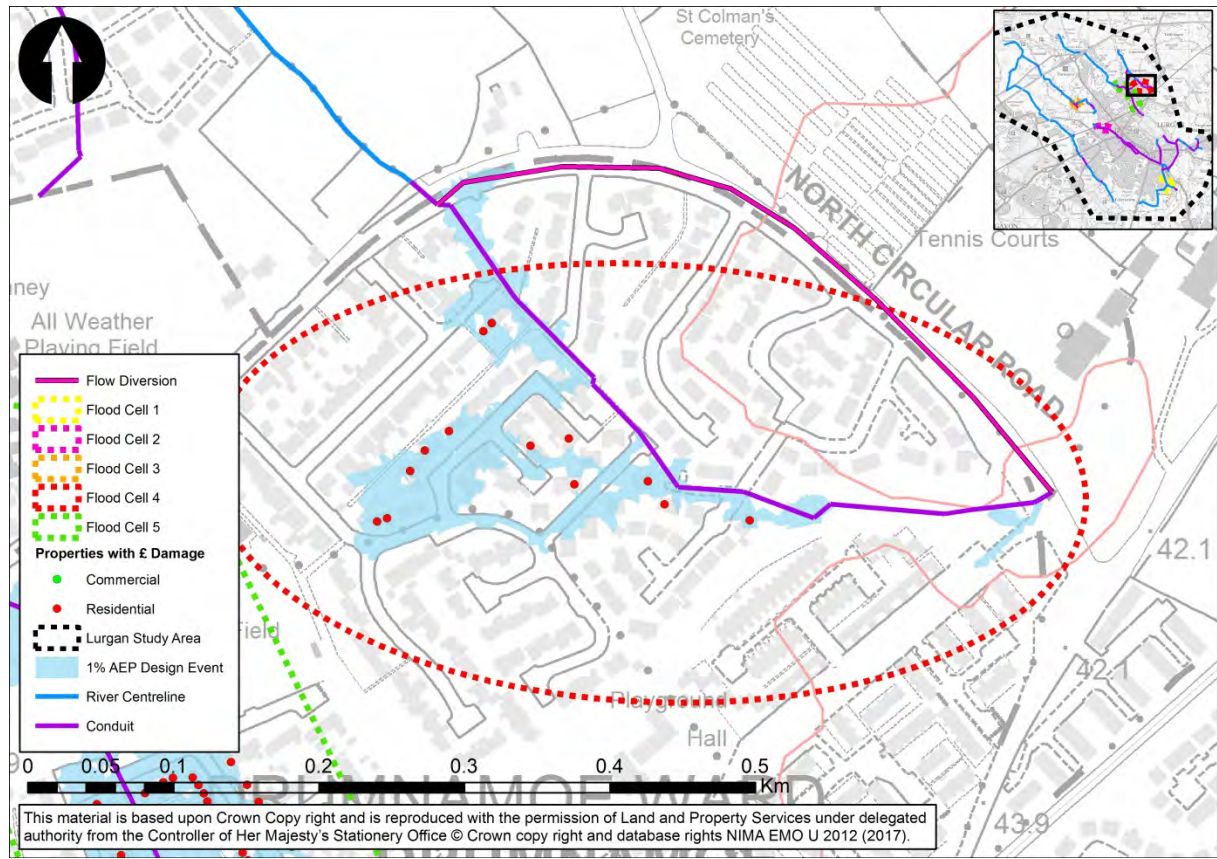 St Colman's
Cemetery
NORTH CIRCULAR ROAD
Tennis Courts
nney
All Weather
Playing Field
Flow Diversion
Flood Cell 1
Flood Cell 2
Flood Cell 3
Flood Cell 4
Flood Cell 5
Properties with £ Damage
Commercial
Residential
Lurgan Study Area
1% AEP Design Event
River Centreline
Conduit
Field
42.1
42.1
Playground
Hall
0 0.05 0.1 0.2 0.3 0.4 0.5
Km
DRUMNAMOE WARD
43.9
This material is based upon Crown Copy right and is reproduced with the permission of Land and Property Services under delegated
authority from the Controller of Her Majesty's Stationery Office © Crown copy right and database rights NIMA EMO U 2012 (2017).